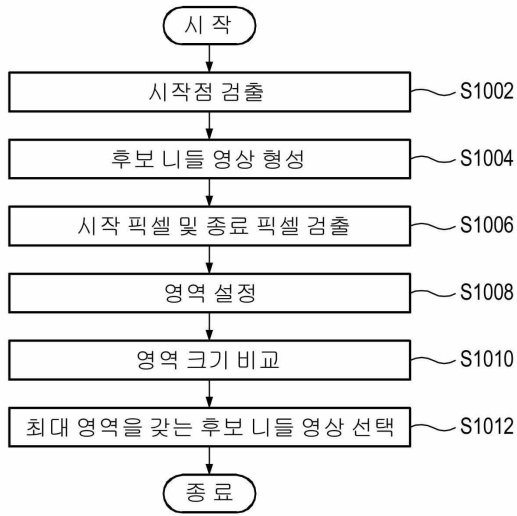 시 작
시작점 검출 S1002
후보 니들 영상 형성 S1004
시작 픽셀 및 종료 픽셀 검출 S1006
영역 설정 S1008
영역 크기 비교 S1010
최대 영역을 갖는 후보 니들 영상 선택 S1012
종 료